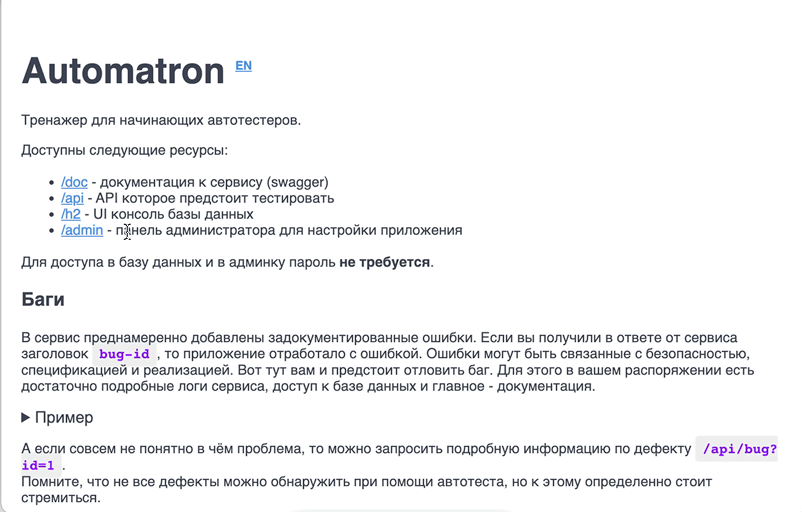 Automatron EN
Тренажер для начинающих автотестеров.
Доступны следующие ресурсы:
/doc - документация к сервису (swagger)
/api - API которое предстоит тестировать
/h2 - UI консоль базы данных
/admin - панель администратора для настройки приложения
Для доступа в базу данных и в админку пароль не требуется.
Баги
В сервис преднамеренно добавлены задокументированные ошибки. Если вы получили в ответе от сервиса
заголовок bug-id , то приложение отработало с ошибкой. Ошибки могут быть связанные с безопасностью,
спецификацией и реализацией. Вот тут вам и предстоит отловить баг. Для этого в вашем распоряжении есть
достаточно подробные логи сервиса, доступ к базе данных и главное - документация.
Пример
А если совсем не понятно в чём проблема, то можно запросить подробную информацию по дефекту /api/bug?
id=1 .
Помните, что не все дефекты можно обнаружить при помощи автотеста, но к этому определенно стоит
стремиться.